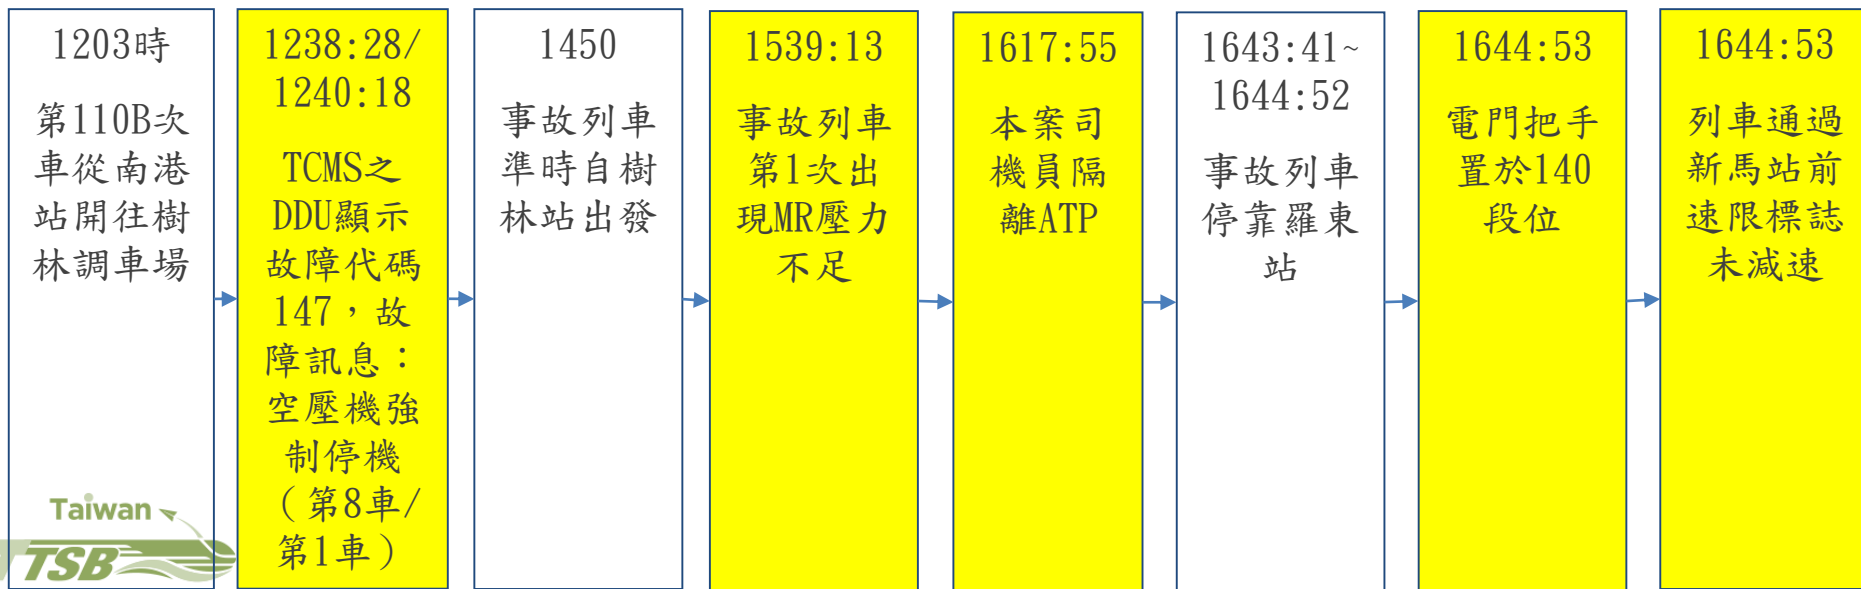 1203時
第110B次
車從南港
站開往樹
林調車場
1238:28/
1240:18
TCMS之
DDU顯示
故障代碼
147，故
障訊息：
空壓機強
制停機
（第8車/
第1車）
1450
事故列車
準時自樹
林站出發
1539:13
事故列車
第1次出
現MR壓力
不足
1617:55
本案司
機員隔
離ATP
1643:41~
1644:52
事故列車
停靠羅東
站
1644:53
電門把手
置於140
段位
1644:53
列車通過
新馬站前
速限標誌
未減速
Taiwan
TTSB